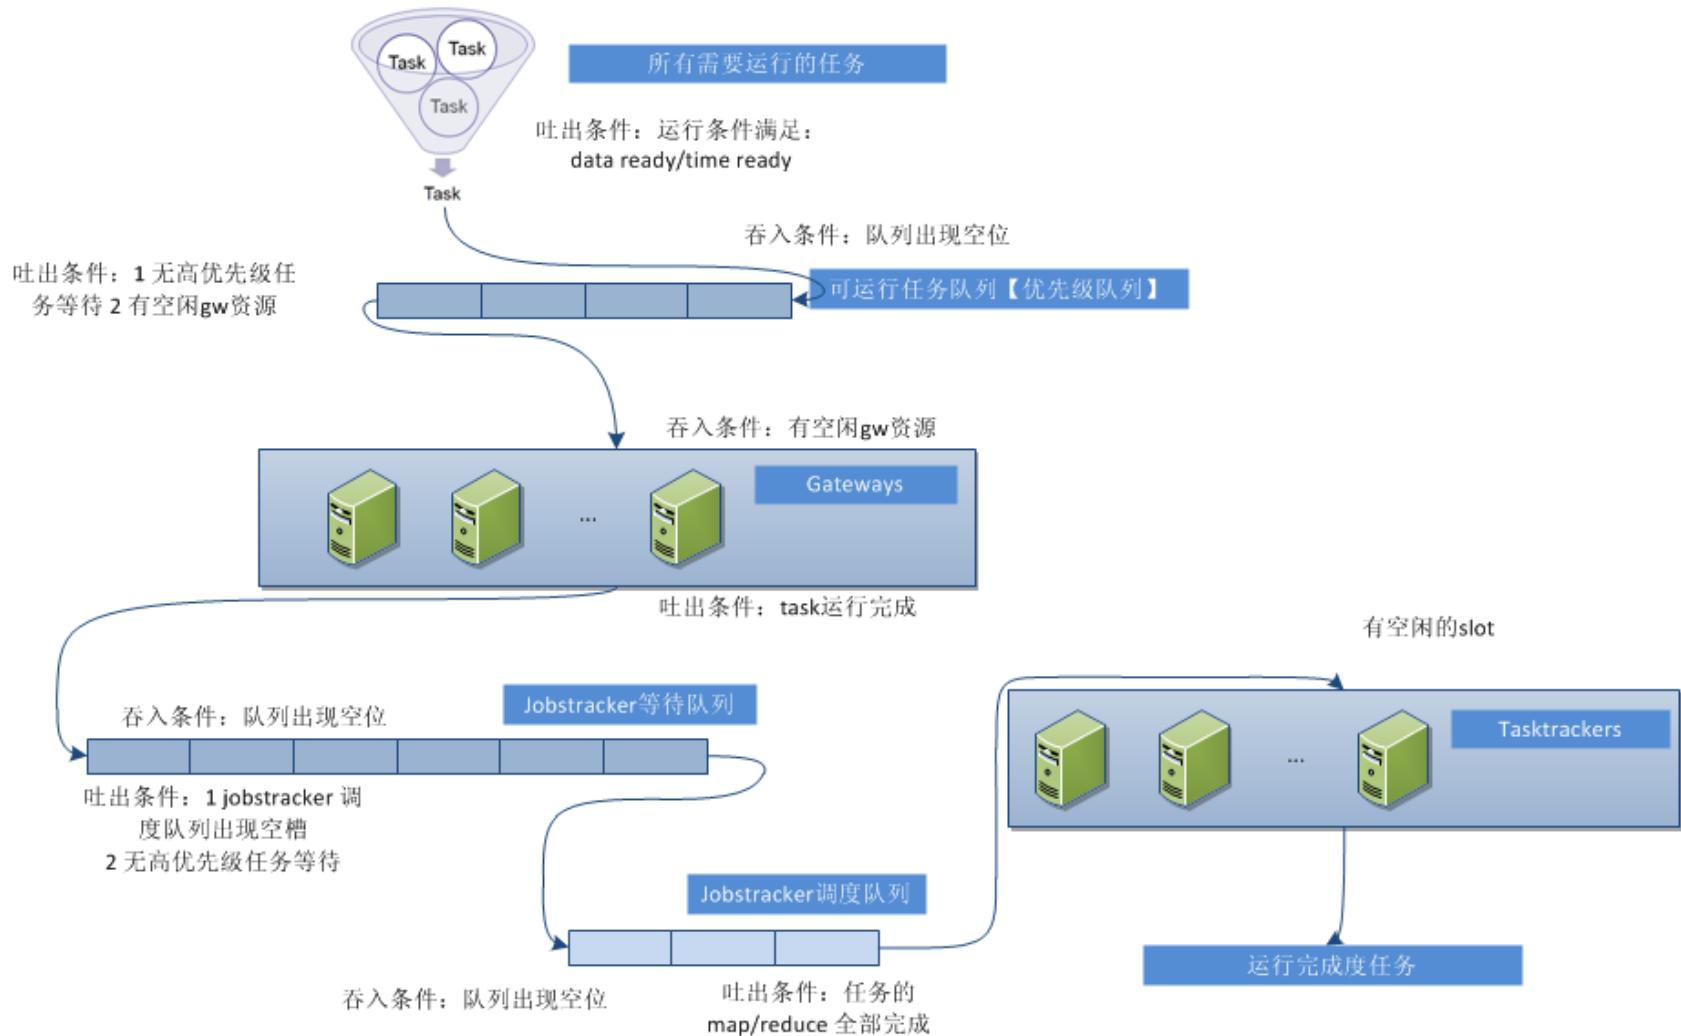 Task
Task
Task
所有需要运行的任务
吐出条件：运行条件满足：
data ready/time ready
Task
吞入条件：队列出现空位
吐出条件：1 无高优先级任
务等待 2 有空闲gw资源
可运行任务队列【优先级队列】
吞入条件：有空闲gw资源
Gateways
...
吐出条件：task运行完成
有空闲的slot
Jobstracker等待队列
吞入条件：队列出现空位
Tasktrackers
...
吐出条件：1 jobstracker 调
度队列出现空槽
2 无高优先级任务等待
Jobstracker调度队列
运行完成度任务
吞入条件：队列出现空位
吐出条件：任务的
map/reduce 全部完成